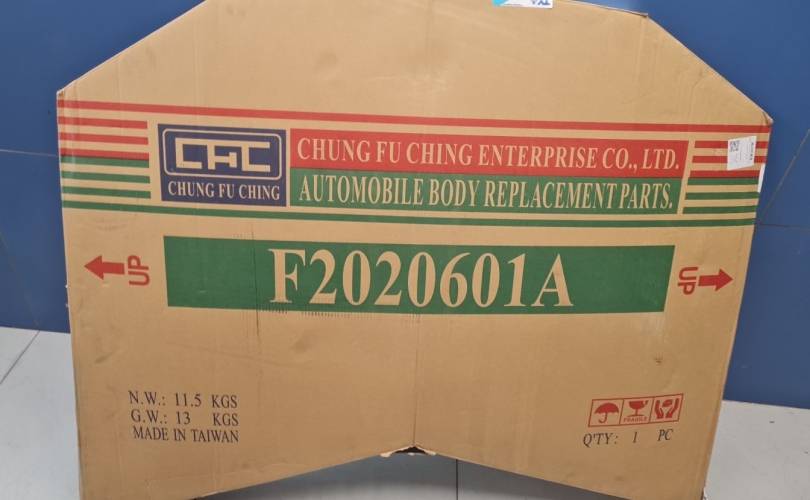 CFC
CHUNG FU CHING
CHUNG FU CHING ENTERPRISE CO., LTD.
AUTOMOBILE BODY REPLACEMENT PARTS.
UP
F2020601A
UP
N.W.: 11.5 KGS
G.W.: 13 KGS
MADE IN TAIWAN
FRAGILE
Q'TY: 1 PC